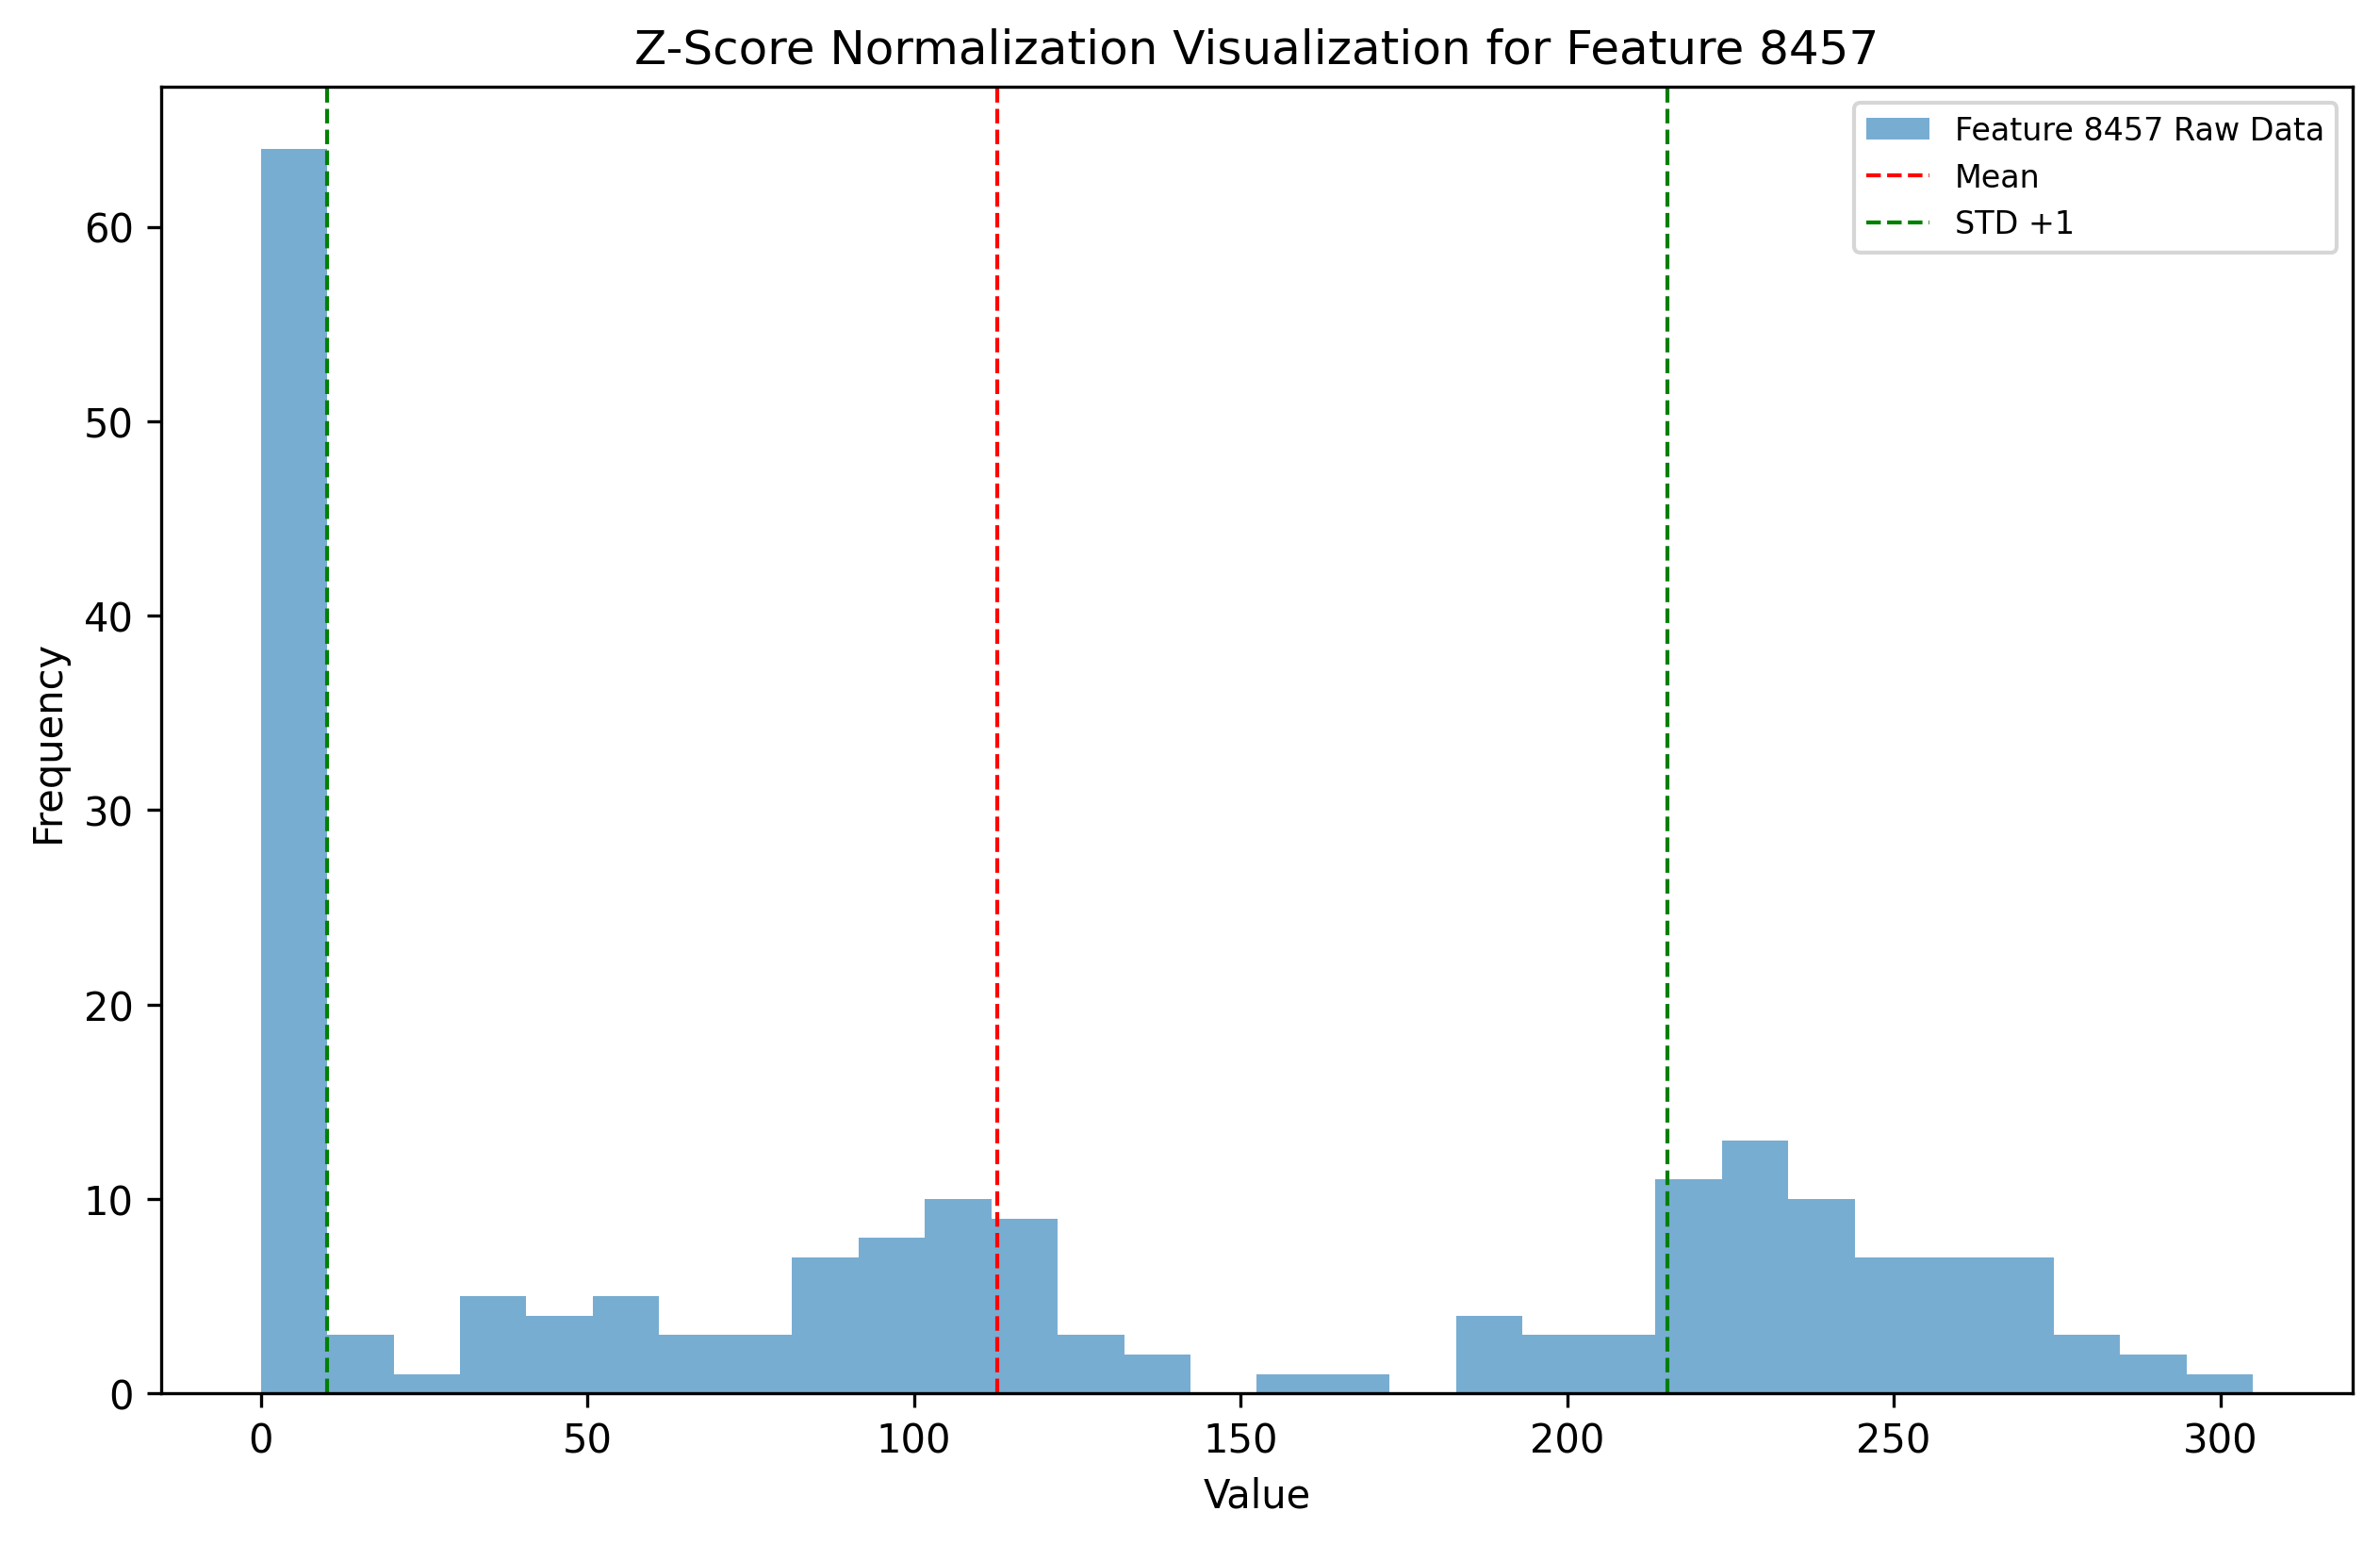 Z-Score Normalization Visualization for Feature 8457
Feature 8457 Raw Data
Mean
STD +1
60
50
40
30
20
10
0
Frequency
0 50 100 150 200 250 300
Value